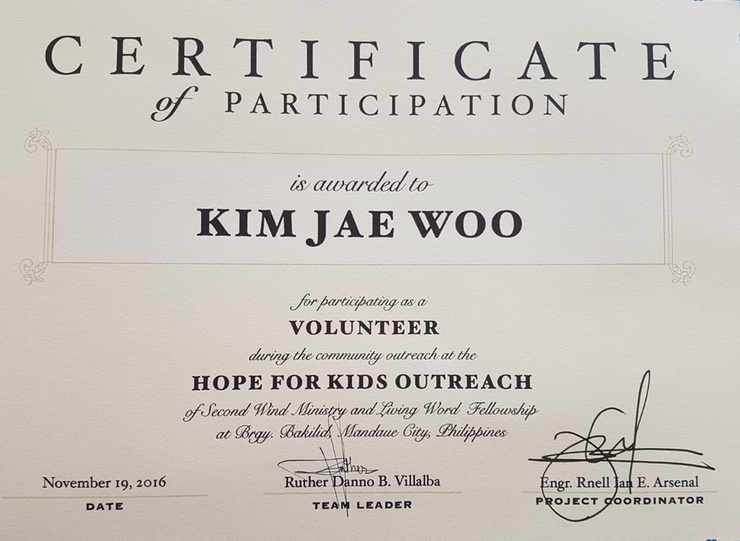 CERTIFICATE
of PARTICIPATION
is awarded to
KIM JAE WOO
for participating as a
VOLUNTEER
during the community outreach at the
HOPE FOR KIDS OUTREACH
of Second Wind Ministry and Living Word Fellowship
at Brgy. Bakilid, Mandaue City, Philippines
November 19, 2016
DATE
Ruther Danno B. Villalba
TEAM LEADER
Engr. Rnell Ian E. Arsenal
PROJECT COORDINATOR